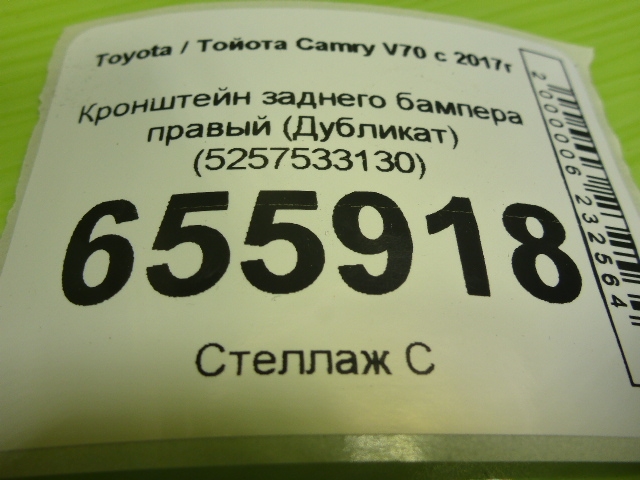 Toyota / Тойота Camry V70 с 2017г
Кронштейн заднего бампера
правый (Дубликат)
(5257533130)
655918
Стеллаж С
2000006232564